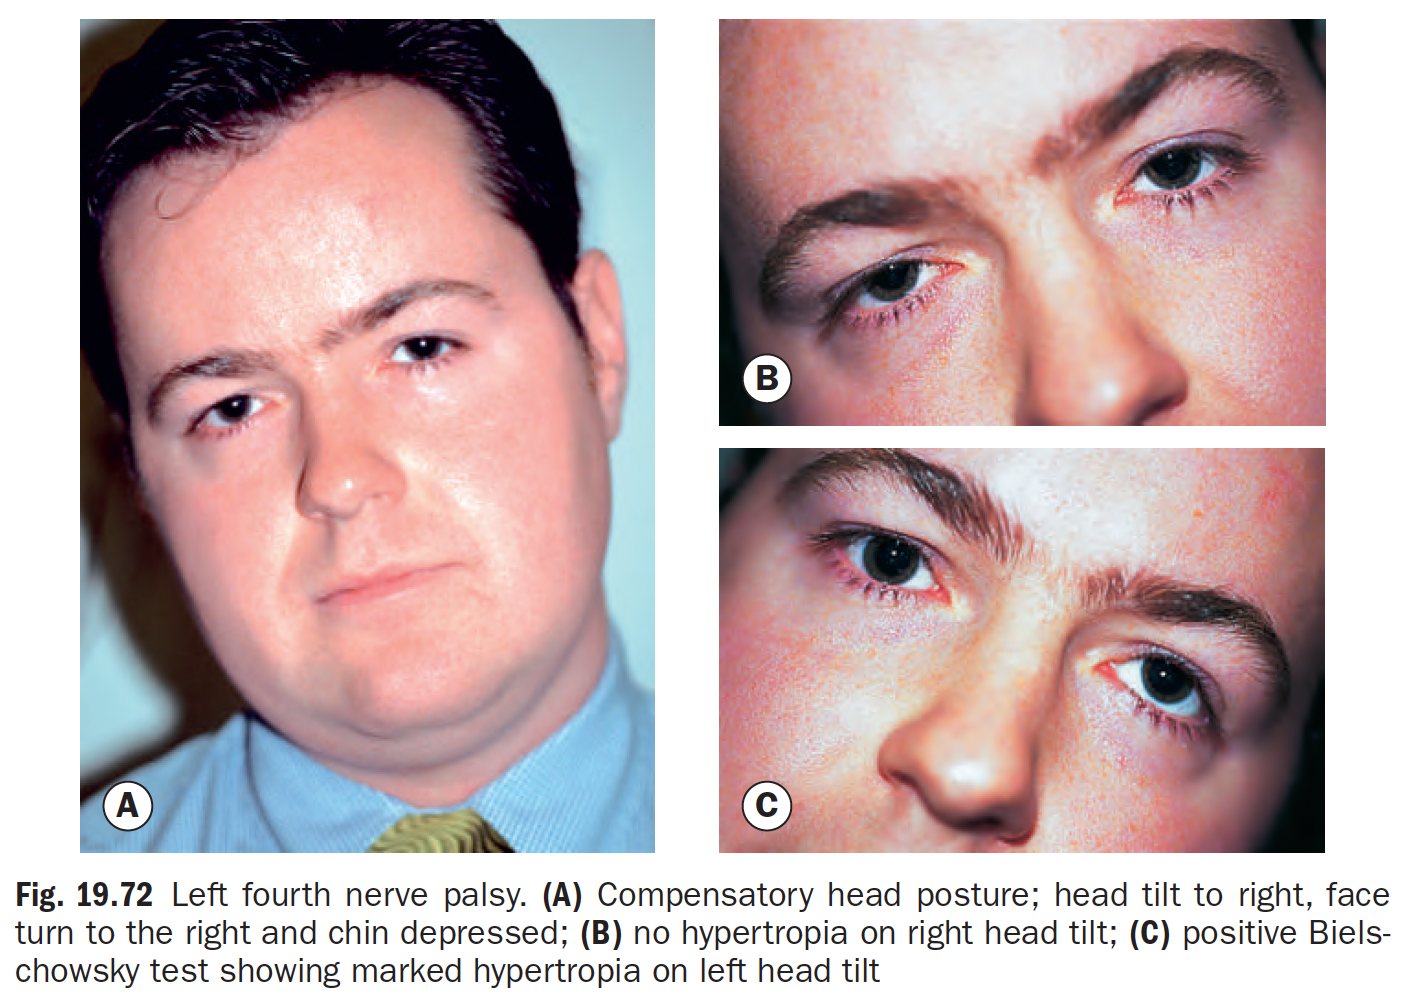 A
B
C
Fig. 19.72 Left fourth nerve palsy. (A) Compensatory head posture; head tilt to right, face
turn to the right and chin depressed; (B) no hypertropia on right head tilt; (C) positive Biels-
chowsky test showing marked hypertropia on left head tilt